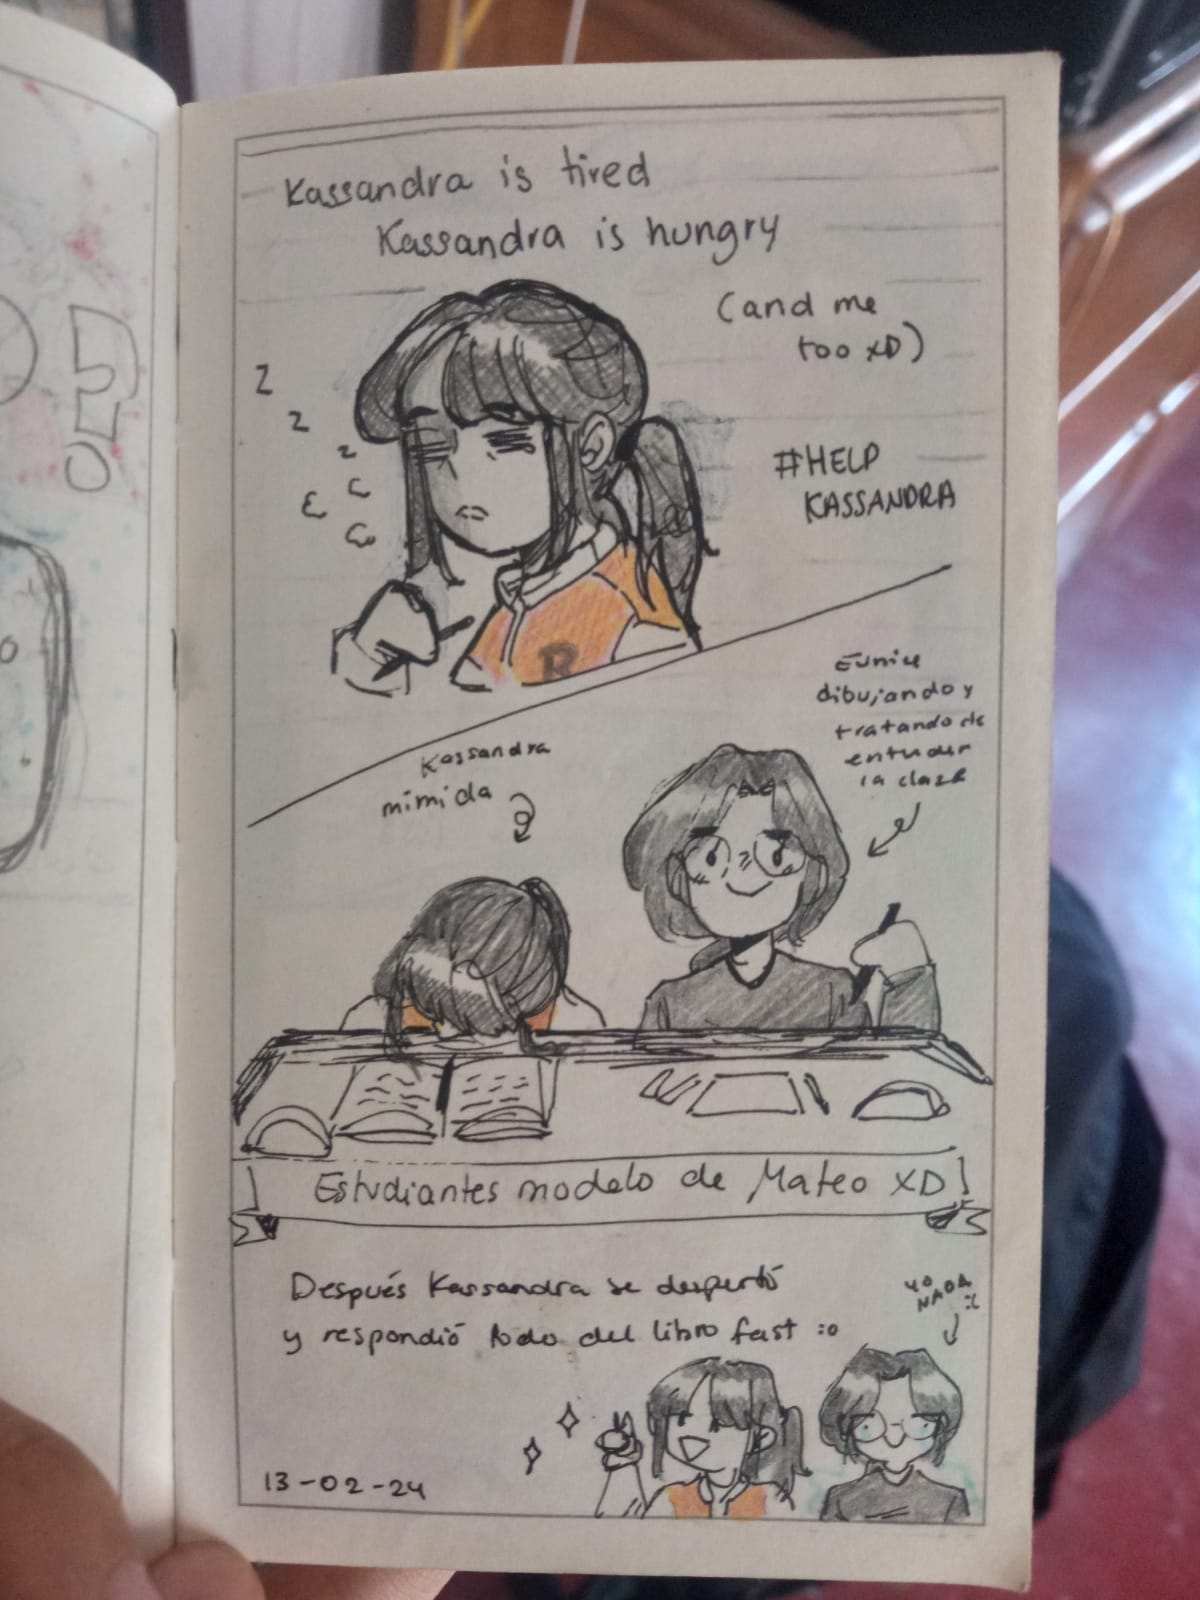 Kassandra is tired
Kassandra is hungry
(and me
too xD)
z
z
z
#HELP
KASSANDRA
R
Eunice
dibujando y
tratando de
entender
la clase
Kassandra
mimida
Estudiantes modelo de Mateo XD
Después Kassandra se despertó
y respondió todo del libro fast :o
YO
NADA
:c
13-02-24